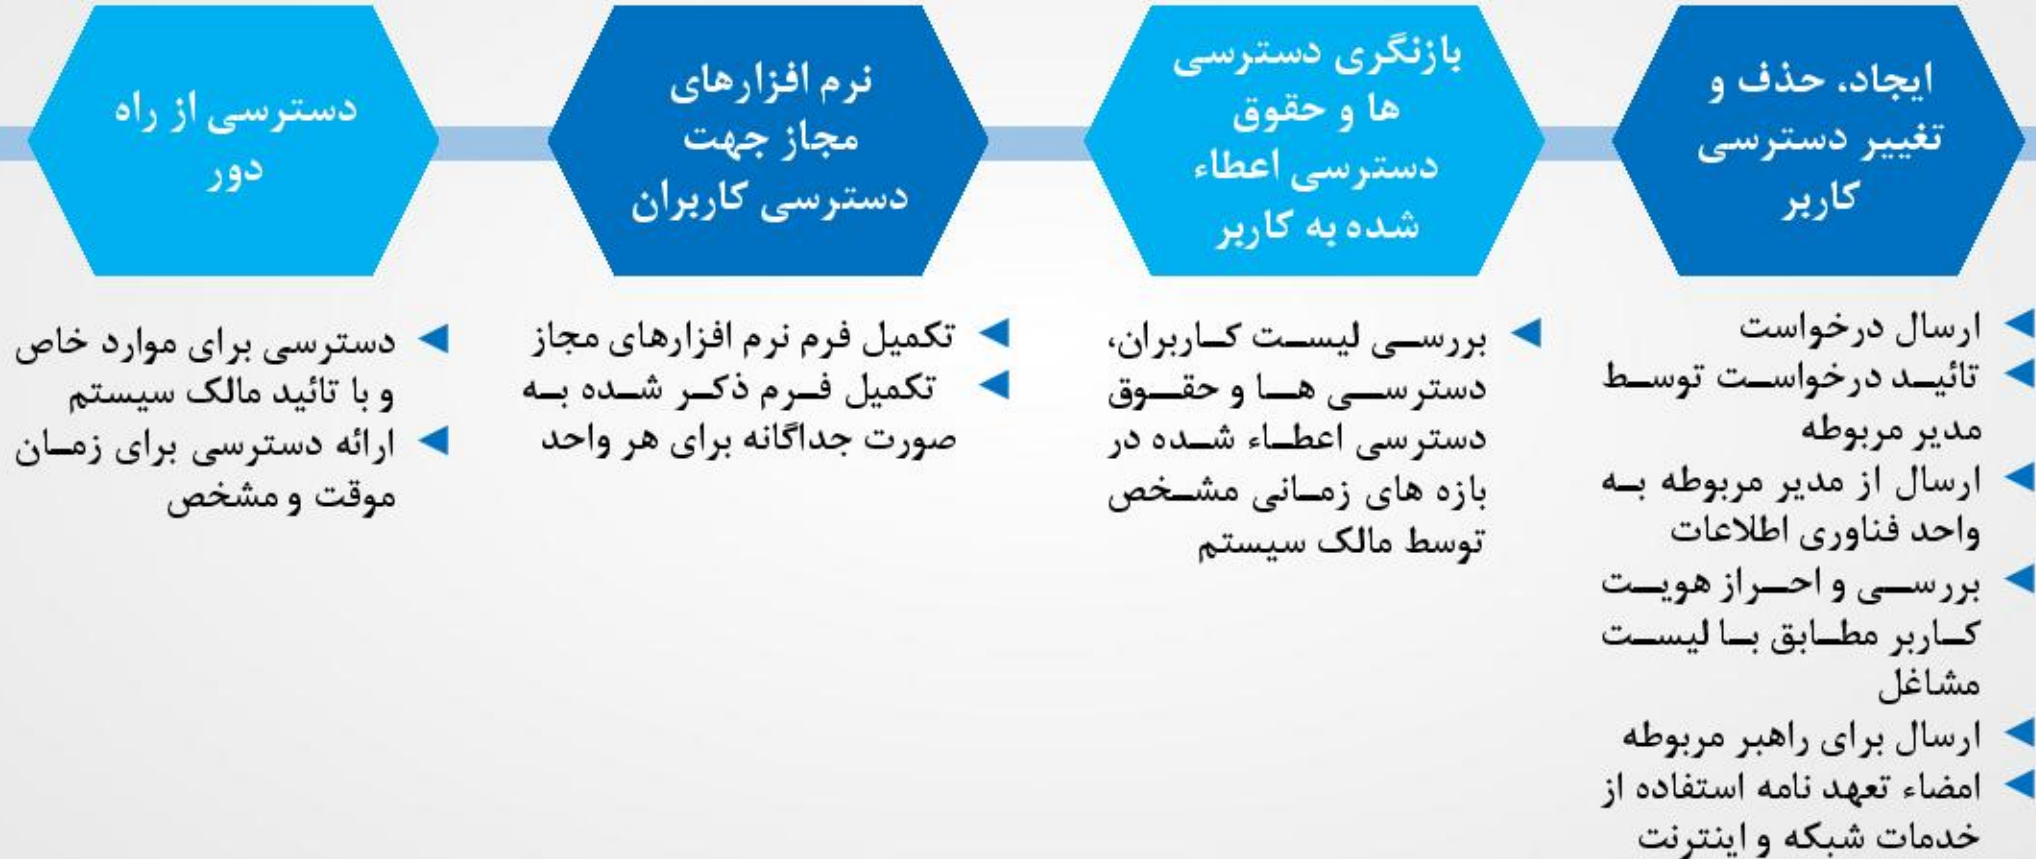 ایجاد، حذف و
تغییر دسترسی
کاربر
ارسال درخواست
تائید درخواست توسط
مدیر مربوطه
ارسال از مدیر مربوطه به
واحد فناوری اطلاعات
بررسی و احراز هویت
کاربر مطابق با لیست
مشاغل
ارسال برای راهبر مربوطه
امضاء تعهد نامه استفاده از
خدمات شبکه و اینترنت
بازنگری دسترسی
ها و حقوق
دسترسی اعطاء
شده به کاربر
بررسی لیست کاربران،
دسترسی ها و حقوق
دسترسی اعطاء شده در
بازه های زمانی مشخص
توسط مالک سیستم
نرم افزارهای
مجاز جهت
دسترسی کاربران
تکمیل فرم نرم افزارهای مجاز
تکمیل فرم ذکر شده به
صورت جداگانه برای هر واحد
دسترسی از راه
دور
دسترسی برای موارد خاص
و با تائید مالک سیستم
ارائه دسترسی برای زمان
موقت و مشخص